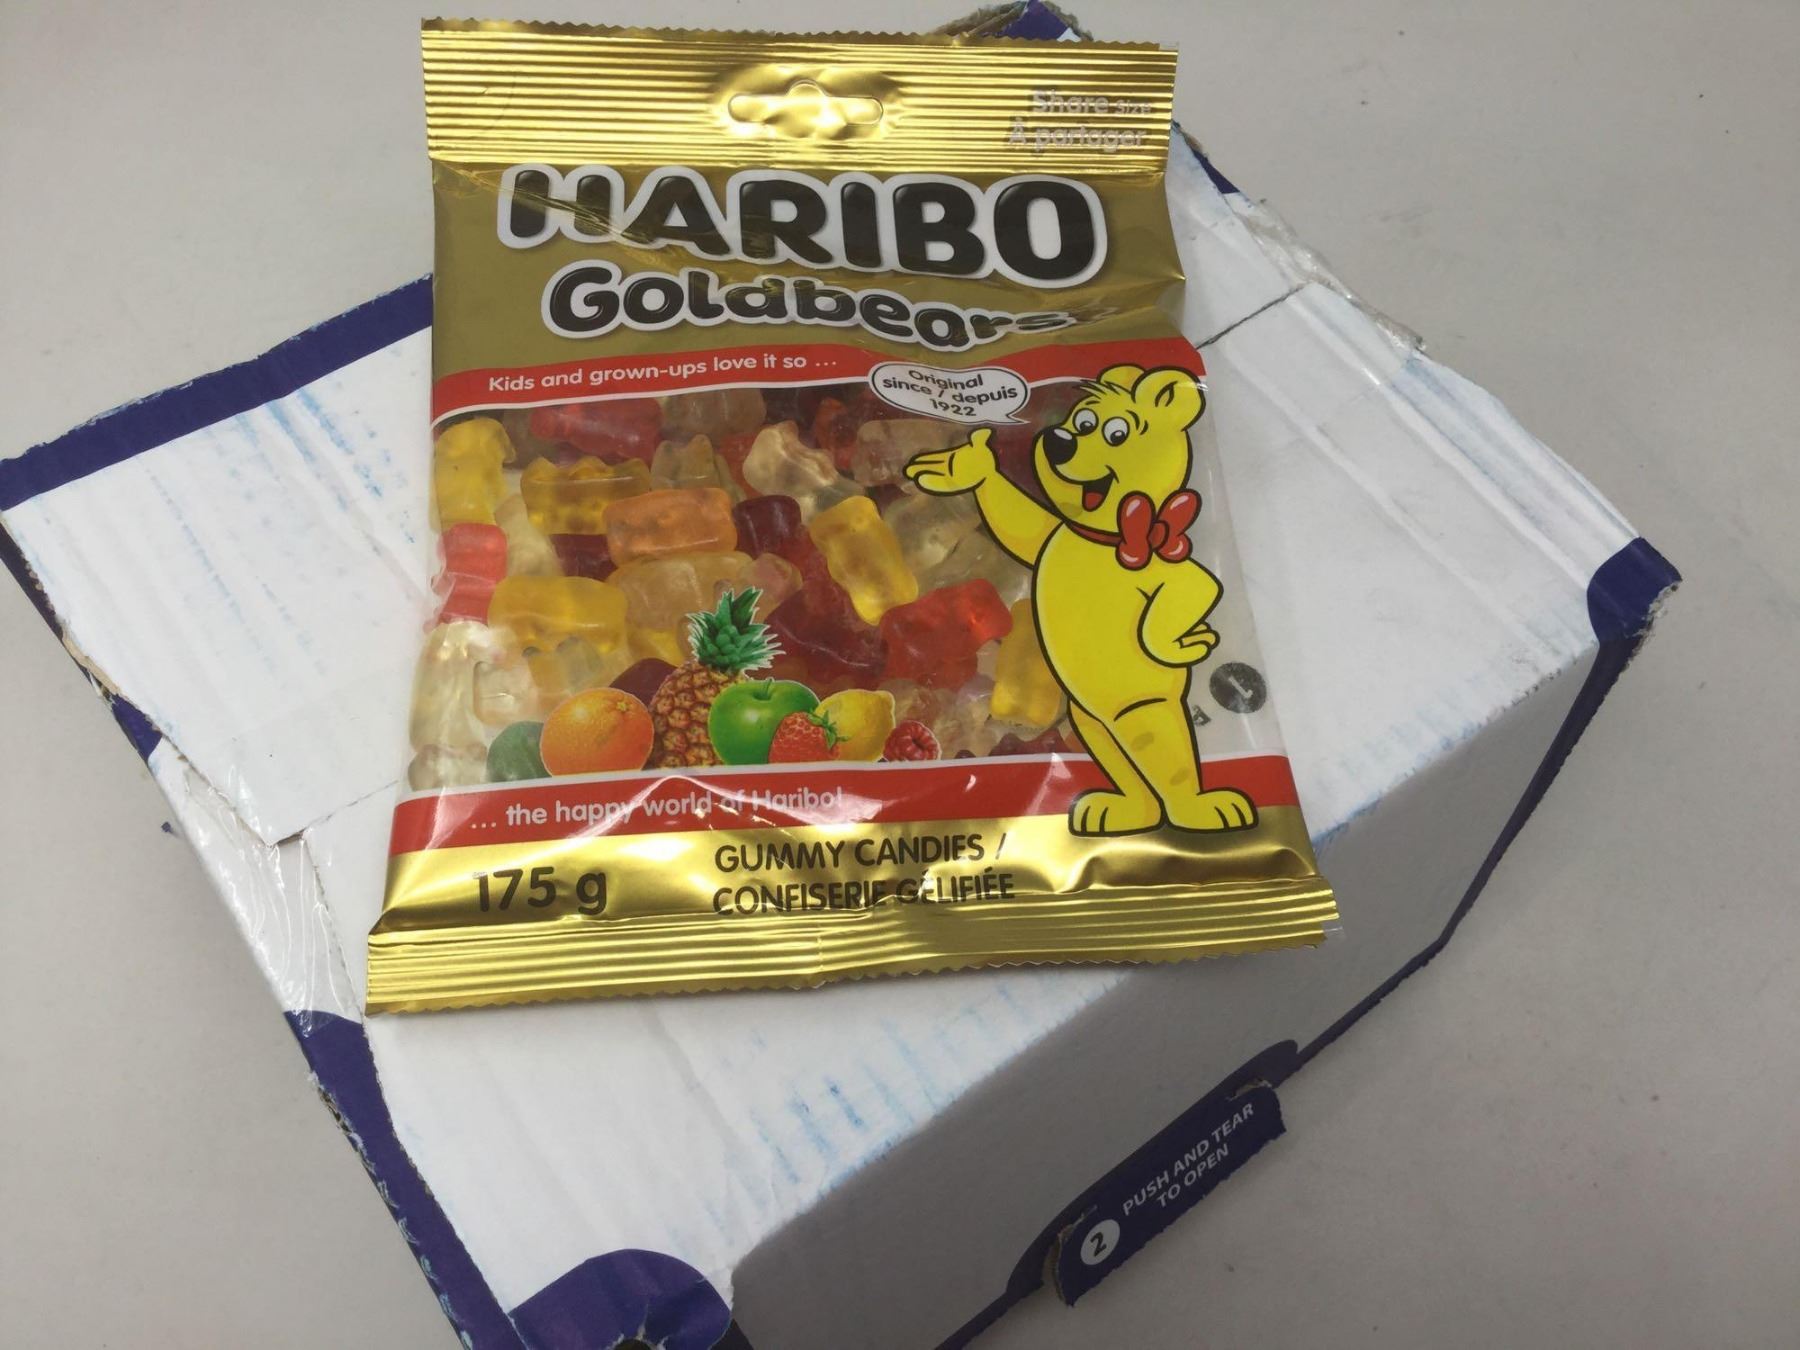 Share size
À partager
HARIBO
Goldbears
Kids and grown-ups love it so ...
Original
since / depuis
1922
1
... the happy world of Haribo!
GUMMY CANDIES /
175 g
CONFISERIE GÉLIFIÉE
PUSH AND TEAR
TO OPEN
2